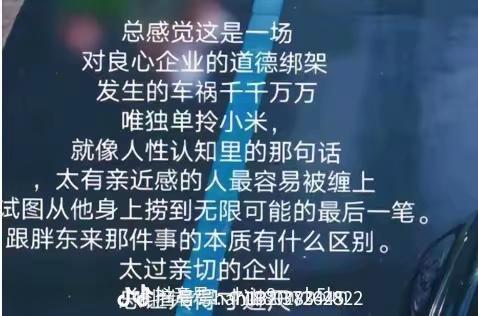 总感觉这是一场
对良心企业的道德绑架
发生的车祸千千万万
唯独单拎小米,
就像人性认知里的那句话
,太有亲近感的人最容易被缠上
试图从他身上捞到无限可能的最后一笔。
跟胖东来那件事的本质有什么区别。
太过亲切的企业